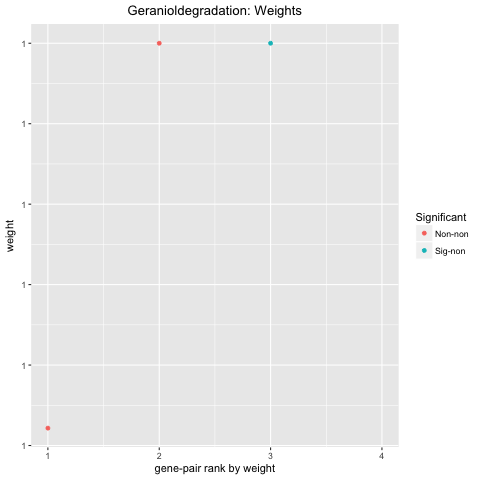 Geranioldegradation: Weights
1
1
1
1
1
1
weight
1 2 3 4
gene-pair rank by weight
Significant
Non-non
Sig-non